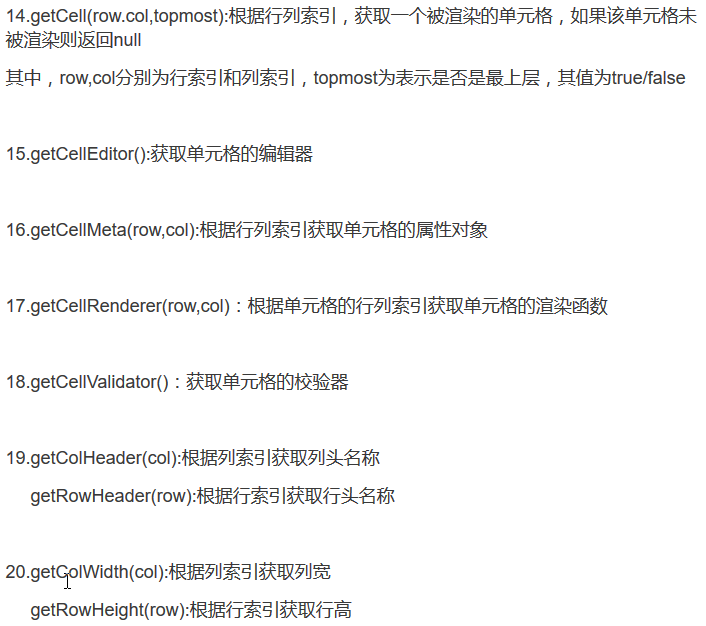 14.getCell(row.col,topmost):根据行列索引，获取一个被渲染的单元格，如果该单元格未
被渲染则返回null
其中，row,col分别为行索引和列索引，topmost为表示是否是最上层，其值为true/false
15.getCellEditor():获取单元格的编辑器
16.getCellMeta(row,col):根据行列索引获取单元格的属性对象
17.getCellRenderer(row,col)：根据单元格的行列索引获取单元格的渲染函数
18.getCellValidator()：获取单元格的校验器
19.getColHeader(col):根据列索引获取列头名称
getRowHeader(row):根据行索引获取行头名称
20.getColWidth(col):根据列索引获取列宽
getRowHeight(row):根据行索引获取行高